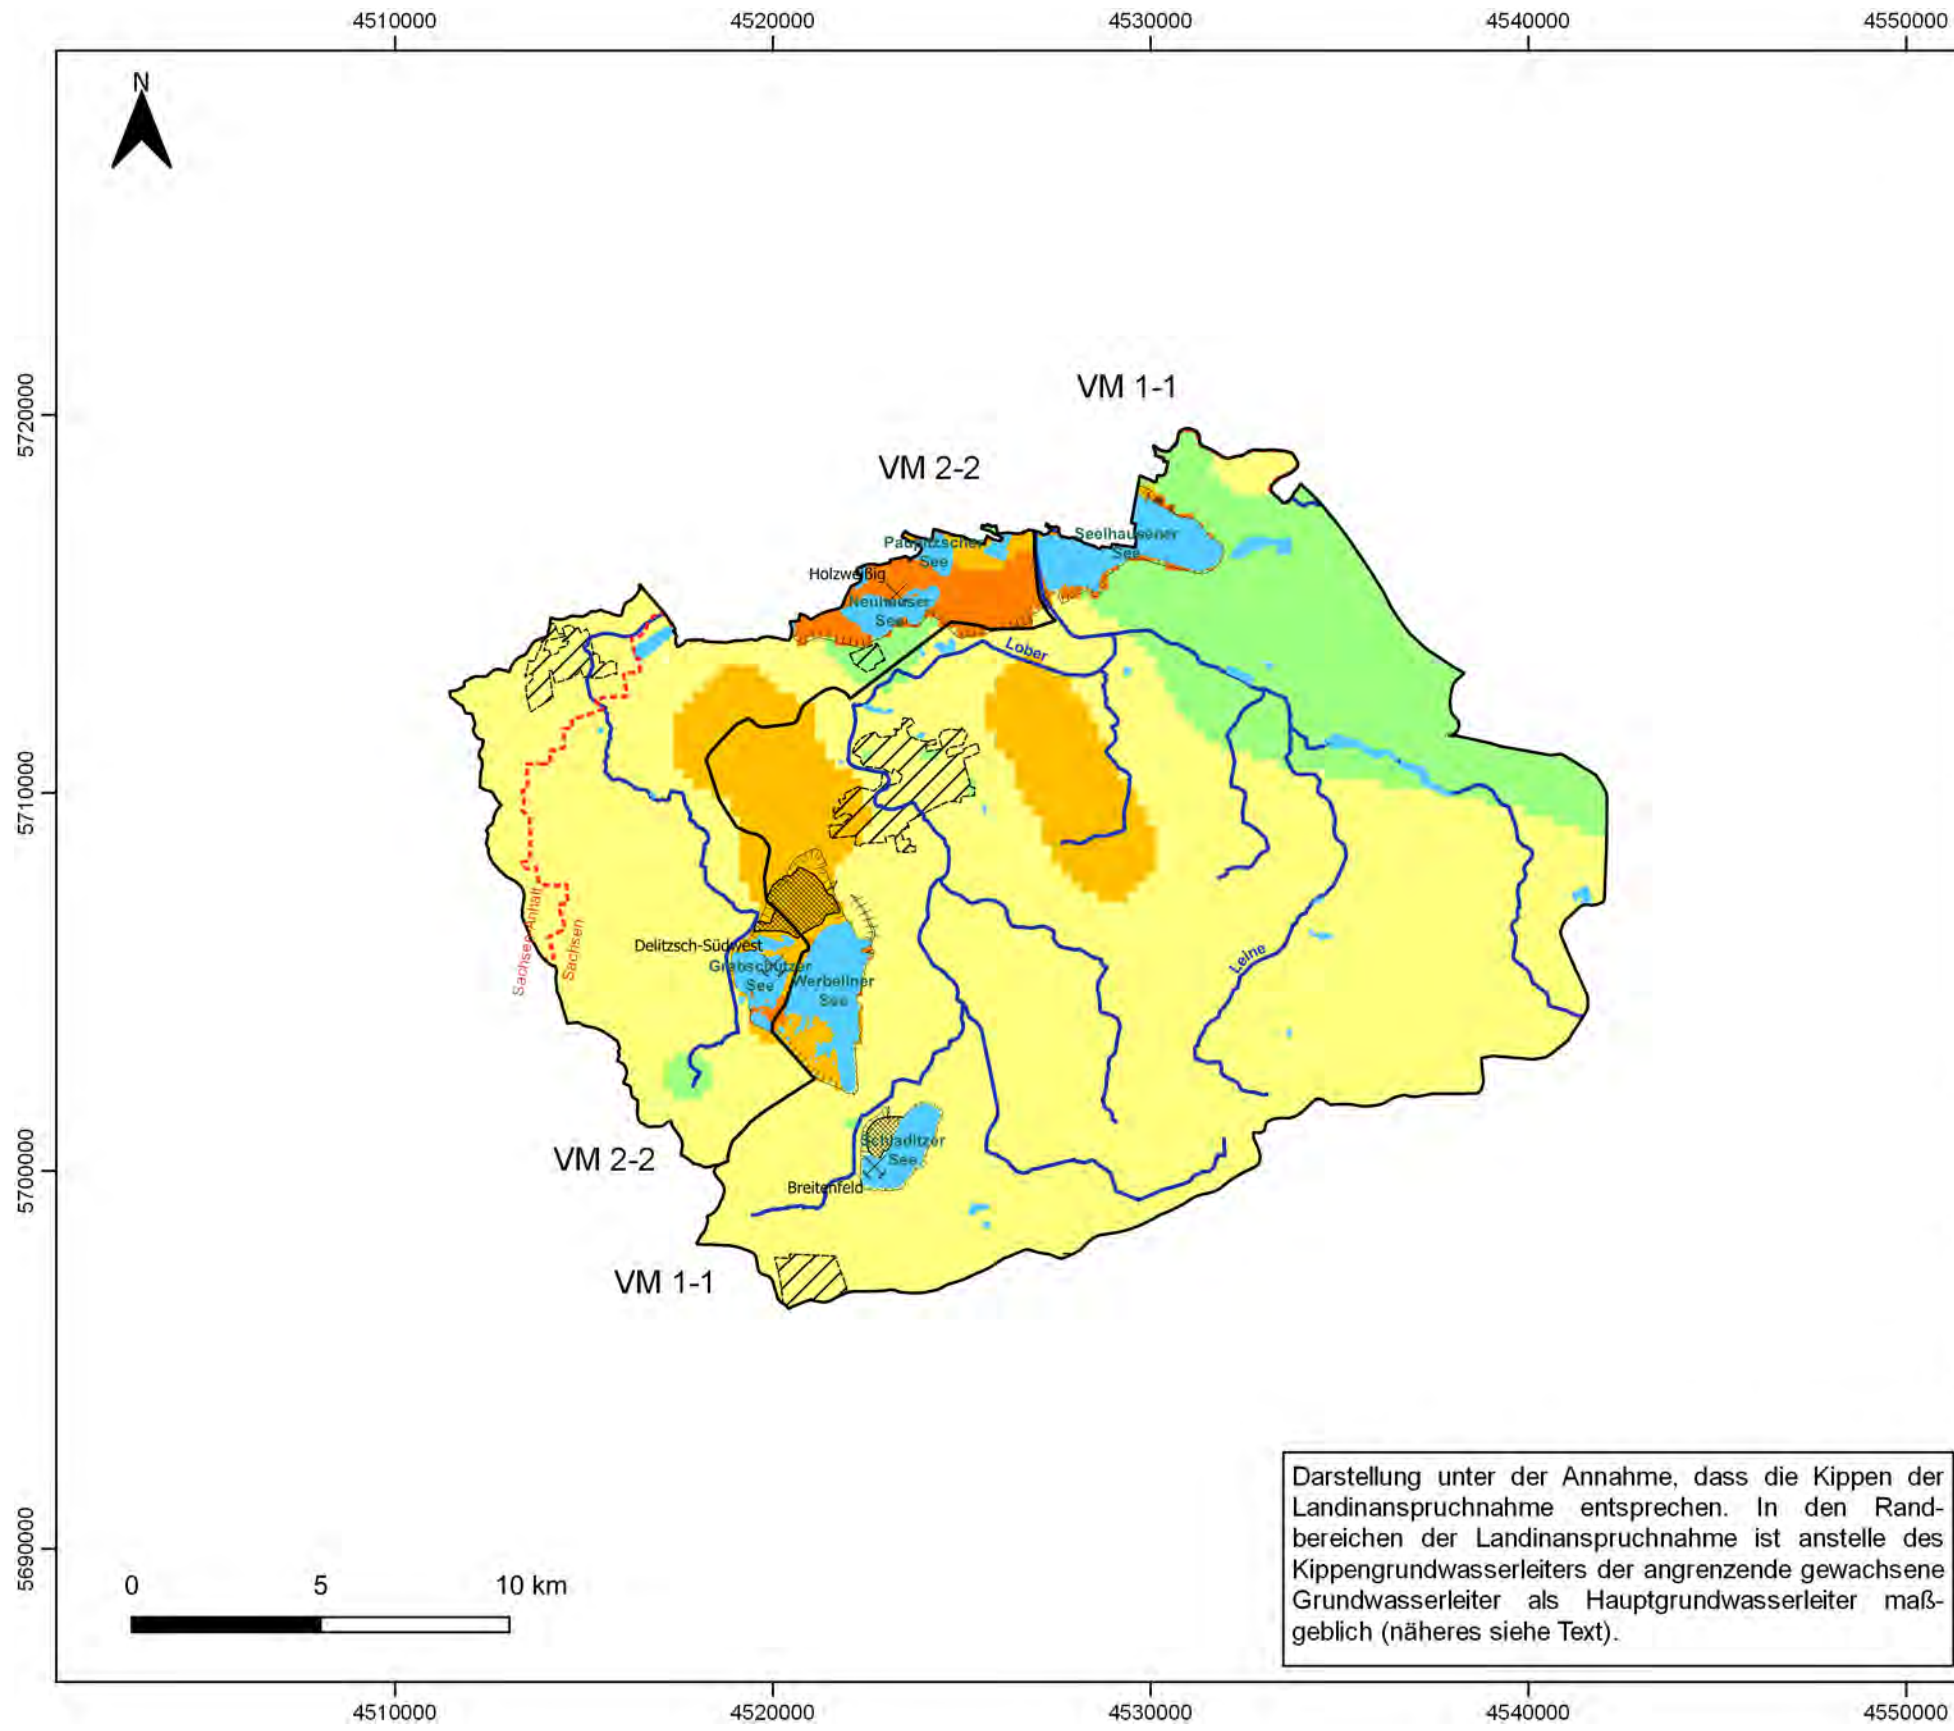 4510000 4520000 4530000 4540000 4550000
N
5720000
5710000
5700000
5690000
VM 1-1
VM 2-2
Seelhausener
See
Paupitzscher
See
Holzweißig
Neuhauser
See
Lober
Sachsen-Anhalt
Sachsen
Delitzsch-Südwest
Grabschützer
See
Werbeliner
See
Leine
Schladitzer
See
Breitenfeld
VM 2-2
VM 1-1
0 5 10 km
Darstellung unter der Annahme, dass die Kippen der
Landinanspruchnahme entsprechen. In den Rand-
bereichen der Landinanspruchnahme ist anstelle des
Kippengrundwasserleiters der angrenzende gewachsene
Grundwasserleiter als Hauptgrundwasserleiter maß-
geblich (näheres siehe Text).
4510000 4520000 4530000 4540000 4550000